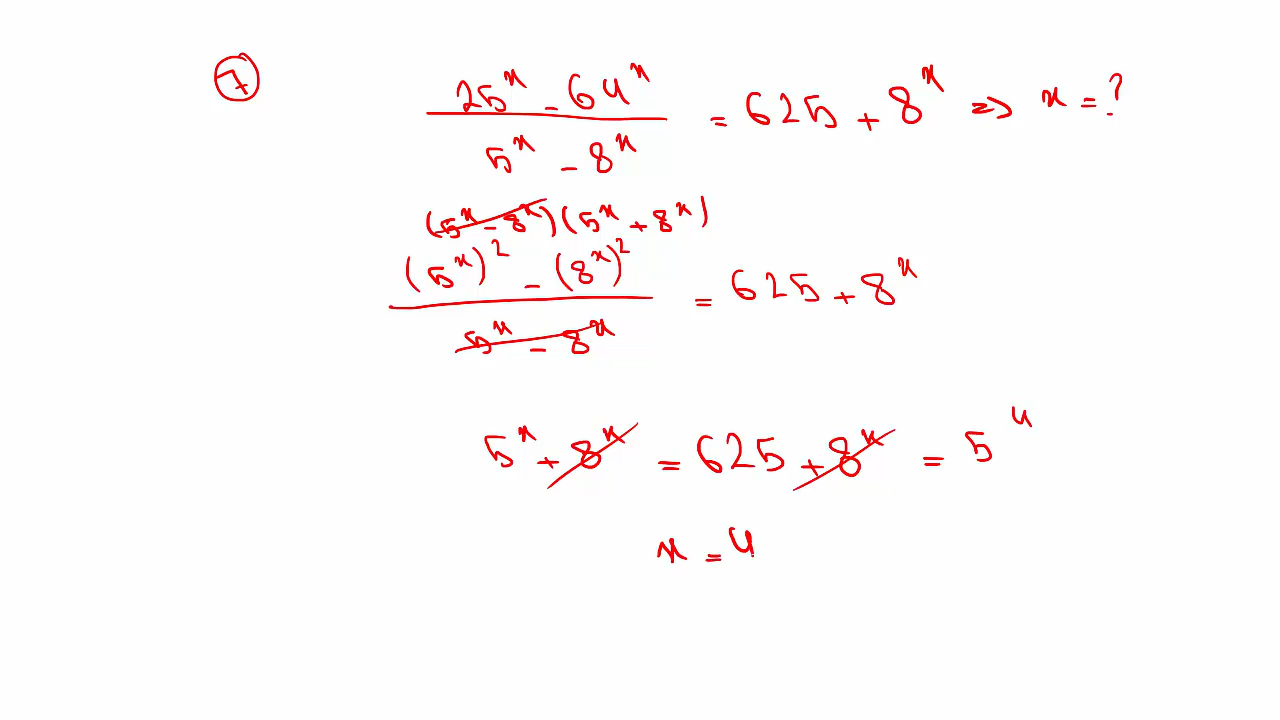 7
(25^x - 64^x) / (5^x - 8^x) = 625 + 8^x => x = ?
(5^x - 8^x)(5^x + 8^x)
((5^x)^2 - (8^x)^2) / (5^x - 8^x) = 625 + 8^x
5^x + 8^x = 625 + 8^x = 5^4
x = 4